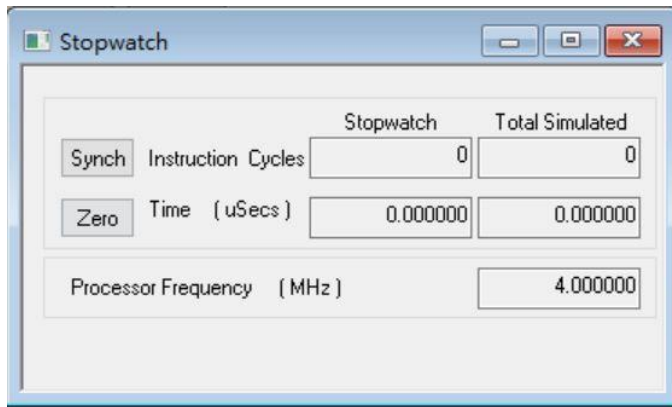 Stopwatch
Stopwatch Total Simulated
Synch Instruction Cycles 0 0
Zero Time ( uSecs ) 0.000000 0.000000
Processor Frequency ( MHz ) 4.000000